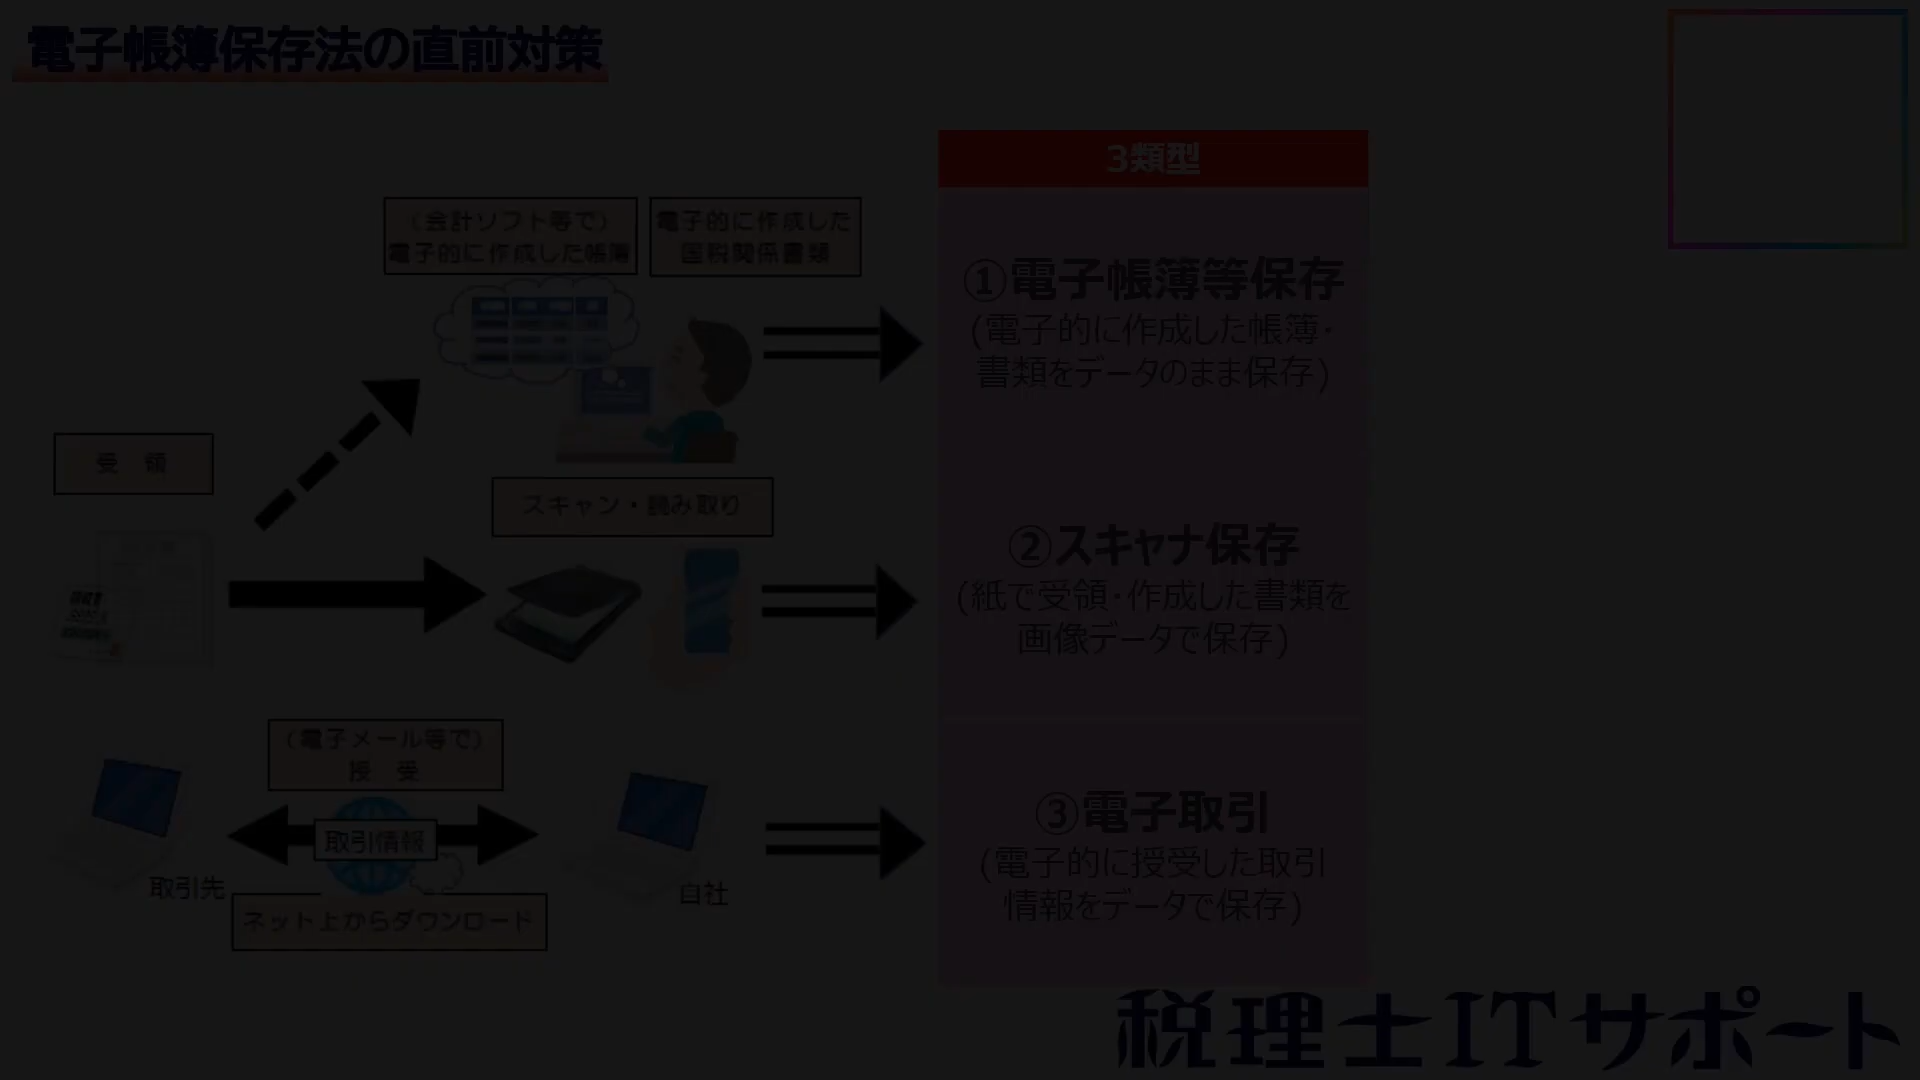 電子帳簿保存法の直前対策
3類型
(会計ソフト等で)
電子的に作成した帳簿
電子的に作成した
国税関係書類
①電子帳簿等保存
(電子的に作成した帳簿・
書類をデータのまま保存)
受　領
スキャン・読み取り
②スキャナ保存
(紙で受領・作成した書類を
画像データで保存)
(電子メール等で)
授　受
取引情報
取引先
自社
ネット上からダウンロード
③電子取引
(電子的に授受した取引
情報をデータで保存)
税理士ITサポート